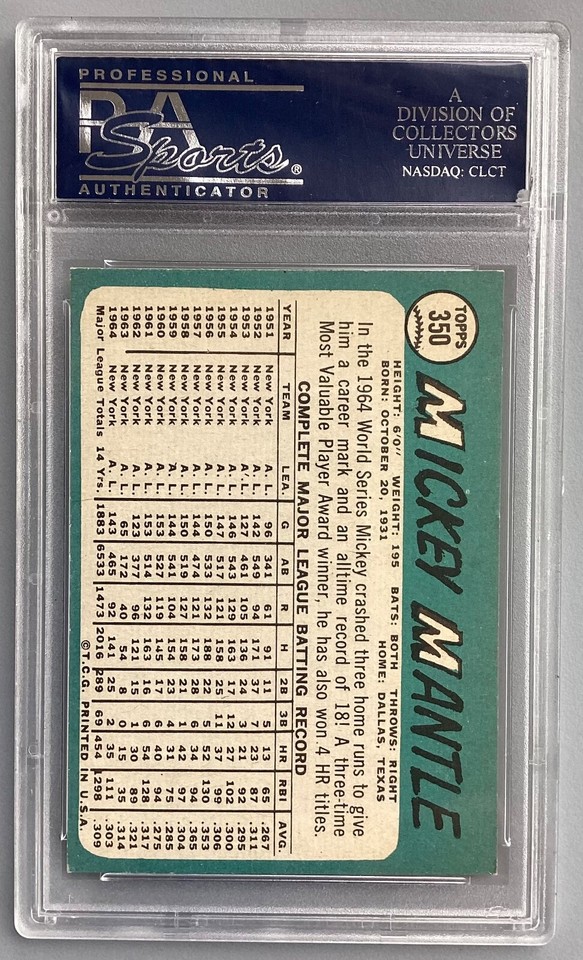 PROFESSIONAL
PSA
Sports®
AUTHENTICATOR
A
DIVISION OF
COLLECTORS
UNIVERSE
NASDAQ: CLCT
TOPPS
350
MICKEY MANTLE
HEIGHT: 6'0" WEIGHT: 195 BATS: BOTH THROWS: RIGHT
BORN: OCTOBER 20, 1931 HOME: DALLAS, TEXAS
In the 1964 World Series Mickey crashed three home runs to give
him a career mark and an alltime record of 18! A three-time
Most Valuable Player Award winner, he has also won 4 HR titles.
COMPLETE MAJOR LEAGUE BATTING RECORD
YEAR TEAM LEA. G AB R H 2B 3B HR RBI AVG.
1951 New York A. L. 96 341 61 91 11 5 13 65 .267
1952 New York A. L. 142 549 94 171 37 7 23 87 .311
1953 New York A. L. 127 461 105 136 24 3 21 92 .295
1954 New York A. L. 146 543 129 163 17 12 27 102 .300
1955 New York A. L. 147 517 121 158 25 11 37 99 .306
1956 New York A. L. 150 533 132 188 22 5 52 130 .353
1957 New York A. L. 144 474 121 173 28 6 34 94 .365
1958 New York A. L. 150 519 127 158 21 1 42 97 .304
1959 New York A. L. 144 541 104 154 23 4 31 75 .285
1960 New York A. L. 153 527 119 145 17 6 40 94 .275
1961 New York A. L. 153 514 132 163 16 6 54 128 .317
1962 New York A. L. 123 377 96 121 15 1 30 89 .321
1963 New York A. L. 65 172 40 54 8 0 15 35 .314
1964 New York A. L. 143 465 92 141 25 2 35 111 .303
Major League Totals 14 Yrs. 1883 6533 1473 2016 289 69 454 1298 .309
©T.C.G. PRINTED IN U.S.A.